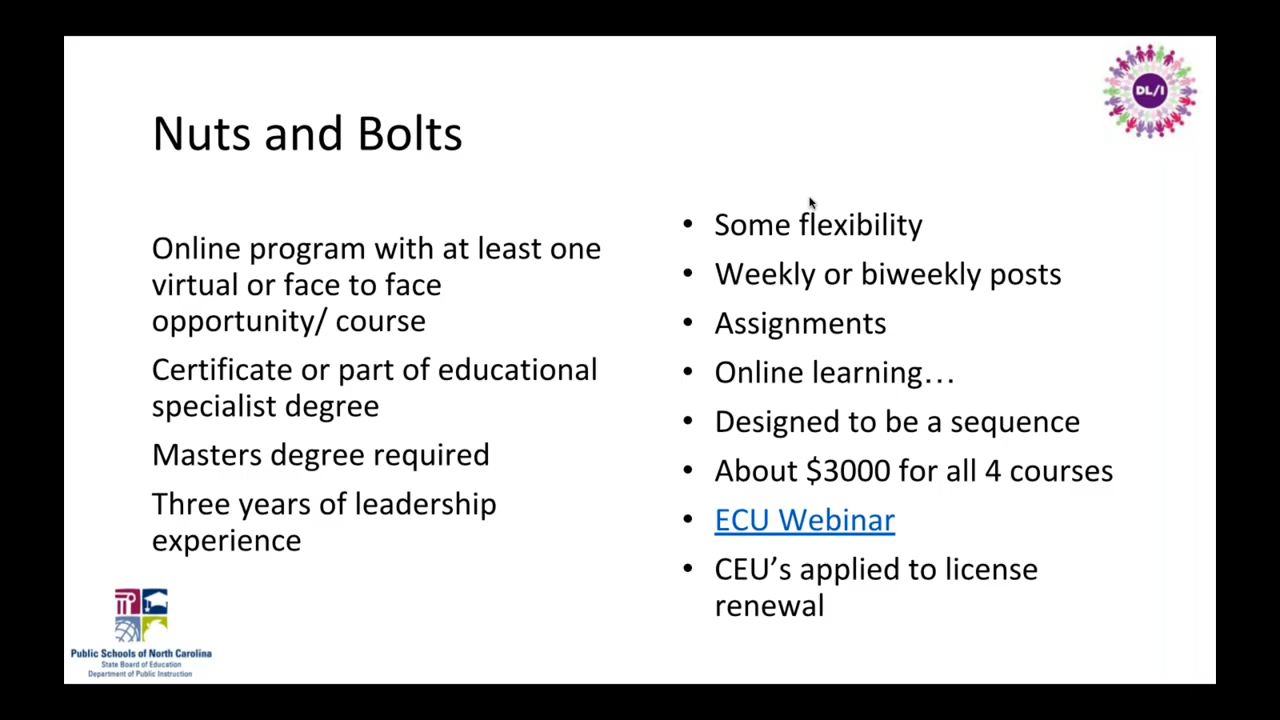 DL/I
Nuts and Bolts
Online program with at least one
virtual or face to face
opportunity/ course
Certificate or part of educational
specialist degree
Masters degree required
Three years of leadership
experience
• Some flexibility
• Weekly or biweekly posts
• Assignments
• Online learning…
• Designed to be a sequence
• About $3000 for all 4 courses
• ECU Webinar
• CEU’s applied to license
renewal
Public Schools of North Carolina
State Board of Education
Department of Public Instruction